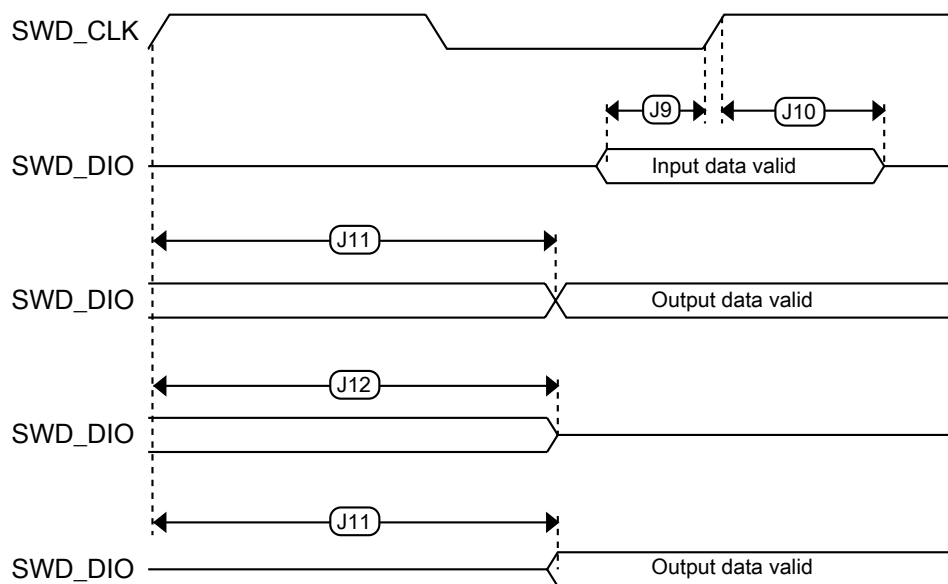 SWD_CLK
J9
J10
SWD_DIO
Input data valid
J11
SWD_DIO
Output data valid
J12
SWD_DIO
J11
SWD_DIO
Output data valid